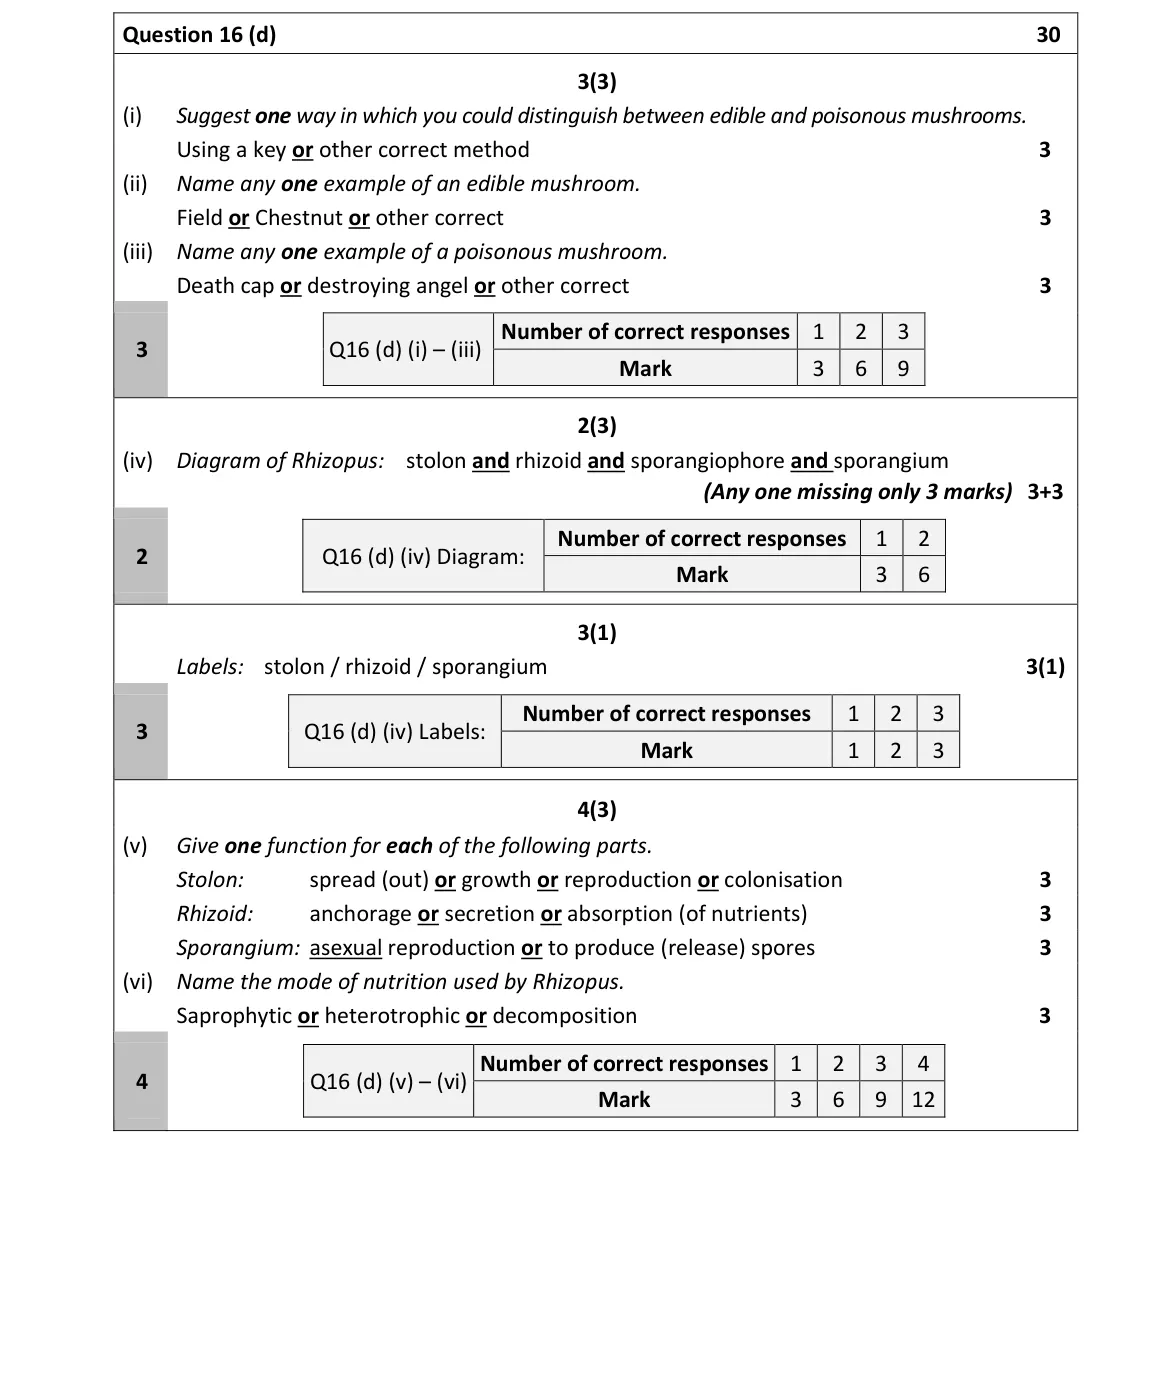 Question 16 (d) 30
3(3)
(i) Suggest one way in which you could distinguish between edible and poisonous mushrooms.
Using a key or other correct method 3
(ii) Name any one example of an edible mushroom.
Field or Chestnut or other correct 3
(iii) Name any one example of a poisonous mushroom.
Death cap or destroying angel or other correct 3
3 Q16 (d) (i) – (iii) Number of correct responses 1 2 3
Mark 3 6 9
2(3)
(iv) Diagram of Rhizopus: stolon and rhizoid and sporangiophore and sporangium
(Any one missing only 3 marks) 3+3
2 Q16 (d) (iv) Diagram: Number of correct responses 1 2
Mark 3 6
3(1)
Labels: stolon / rhizoid / sporangium 3(1)
3 Q16 (d) (iv) Labels: Number of correct responses 1 2 3
Mark 1 2 3
4(3)
(v) Give one function for each of the following parts.
Stolon: spread (out) or growth or reproduction or colonisation 3
Rhizoid: anchorage or secretion or absorption (of nutrients) 3
Sporangium: asexual reproduction or to produce (release) spores 3
(vi) Name the mode of nutrition used by Rhizopus.
Saprophytic or heterotrophic or decomposition 3
4 Q16 (d) (v) – (vi) Number of correct responses 1 2 3 4
Mark 3 6 9 12